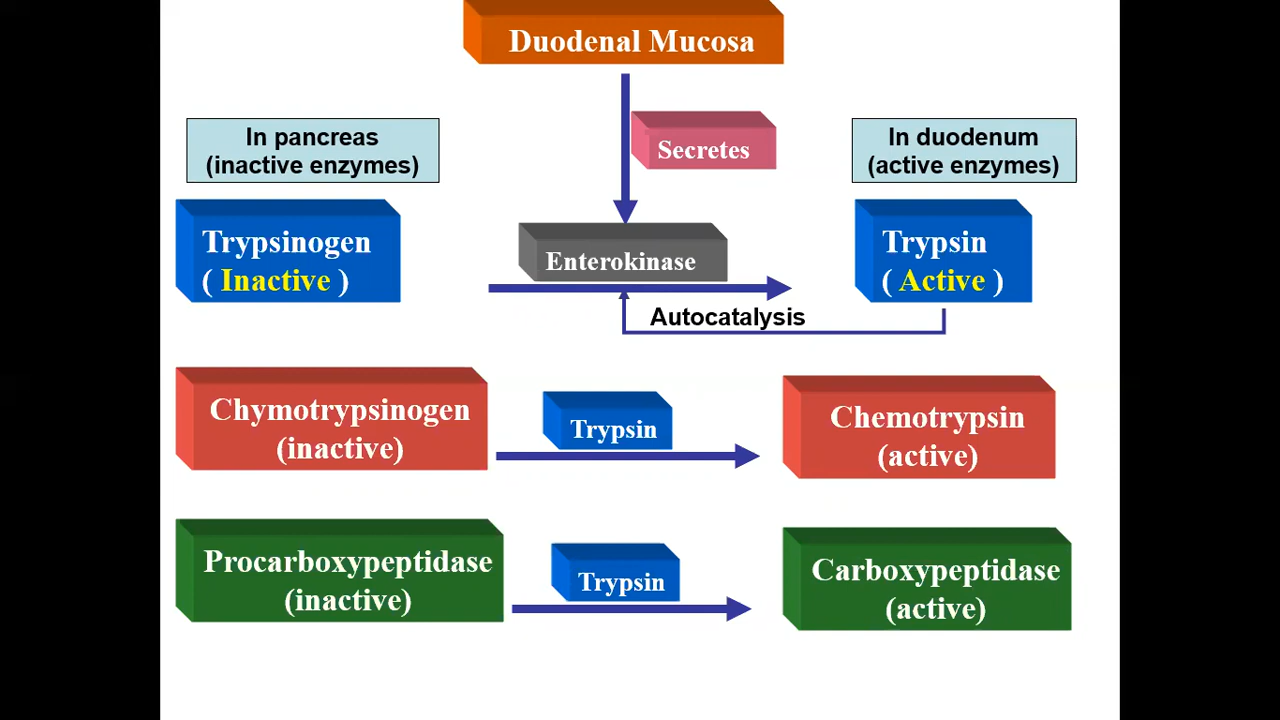 Duodenal Mucosa
Secretes
In pancreas
(inactive enzymes)
In duodenum
(active enzymes)
Trypsinogen
( Inactive )
Enterokinase
Trypsin
( Active )
Autocatalysis
Chymotrypsinogen
(inactive)
Trypsin
Chemotrypsin
(active)
Procarboxypeptidase
(inactive)
Trypsin
Carboxypeptidase
(active)